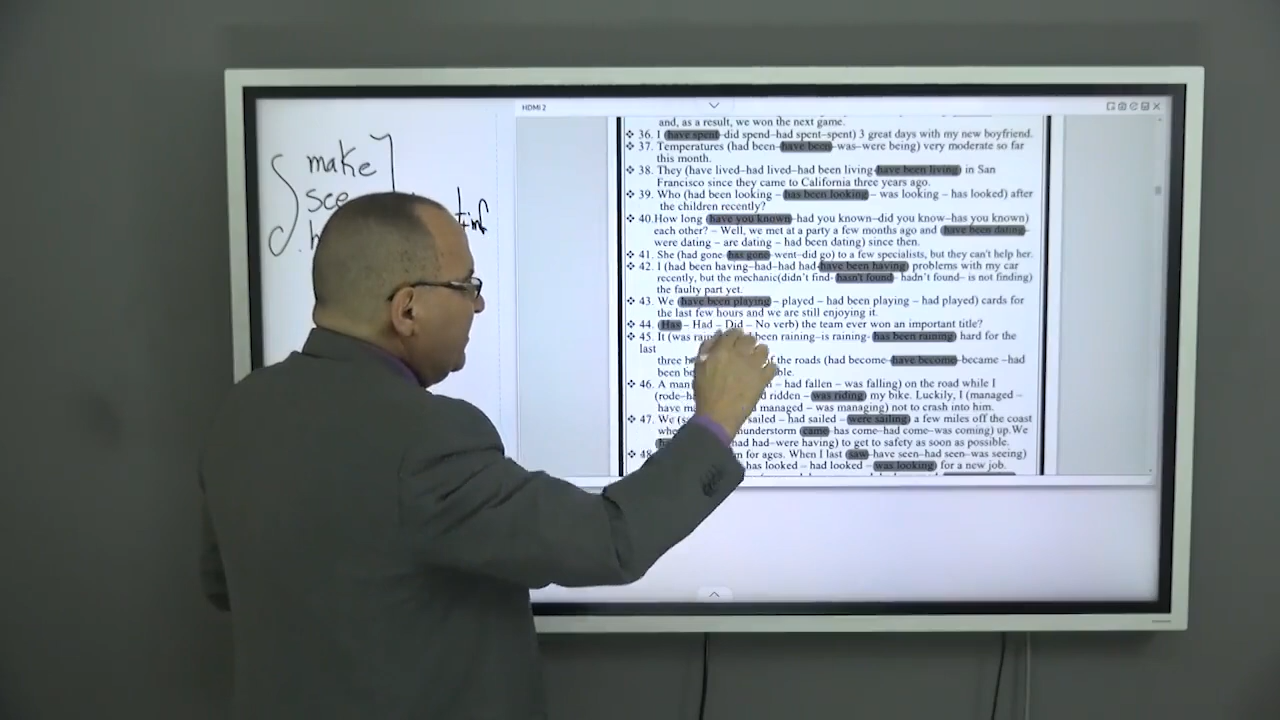 make
see
h
+inf
HDMI 2
and, as a result, we won the next game.
❖ 36. I (have spent–did spend–had spent–spent) 3 great days with my new boyfriend.
❖ 37. Temperatures (had been–have been–was–were being) very moderate so far
this month.
❖ 38. They (have lived–had lived–had been living–have been living) in San
Francisco since they came to California three years ago.
❖ 39. Who (had been looking – has been looking – was looking – has looked) after
the children recently?
❖ 40.How long (have you known–had you known–did you know–has you known)
each other? – Well, we met at a party a few months ago and (have been dating–
were dating – are dating – had been dating) since then.
❖ 41. She (had gone–has gone–went–did go) to a few specialists, but they can't help her.
❖ 42. I (had been having–had–had had–have been having) problems with my car
recently, but the mechanic(didn't find- hasn't found– hadn't found– is not finding)
the faulty part yet.
❖ 43. We (have been playing – played – had been playing – had played) cards for
the last few hours and we are still enjoying it.
❖ 44. (Has – Had – Did – No verb) the team ever won an important title?
❖ 45. It (was rain been raining–is raining- has been raining) hard for the
last
three h of the roads (had become–have become–became –had
been be ble.
❖ 46. A man – had fallen – was falling) on the road while I
(rode–ha ridden – was riding) my bike. Luckily, I (managed –
have ma managed – was managing) not to crash into him.
❖ 47. We (s sailed – had sailed – were sailing) a few miles off the coast
whe understorm (came– has come–had come–was coming) up.We
had had–were having) to get to safety as soon as possible.
❖ 48 for ages. When I last (saw–have seen–had seen–was seeing)
has looked – had looked – was looking) for a new job.